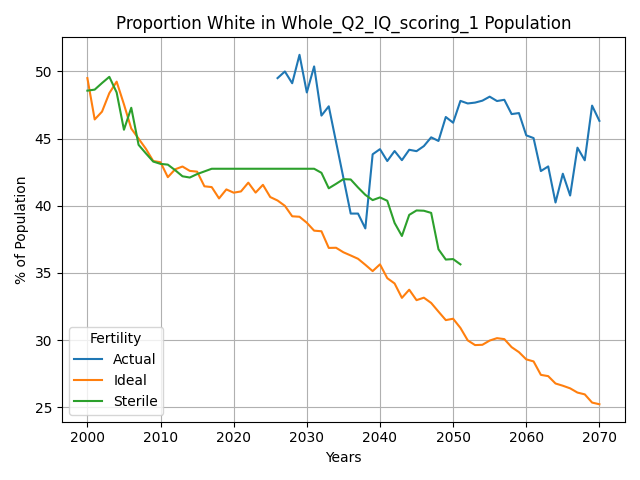 Proportion White in Whole_Q2_IQ_scoring_1 Population
% of Population
50
45
40
35
30
25
Fertility
Actual
Ideal
Sterile
2000 2010 2020 2030 2040 2050 2060 2070
Years